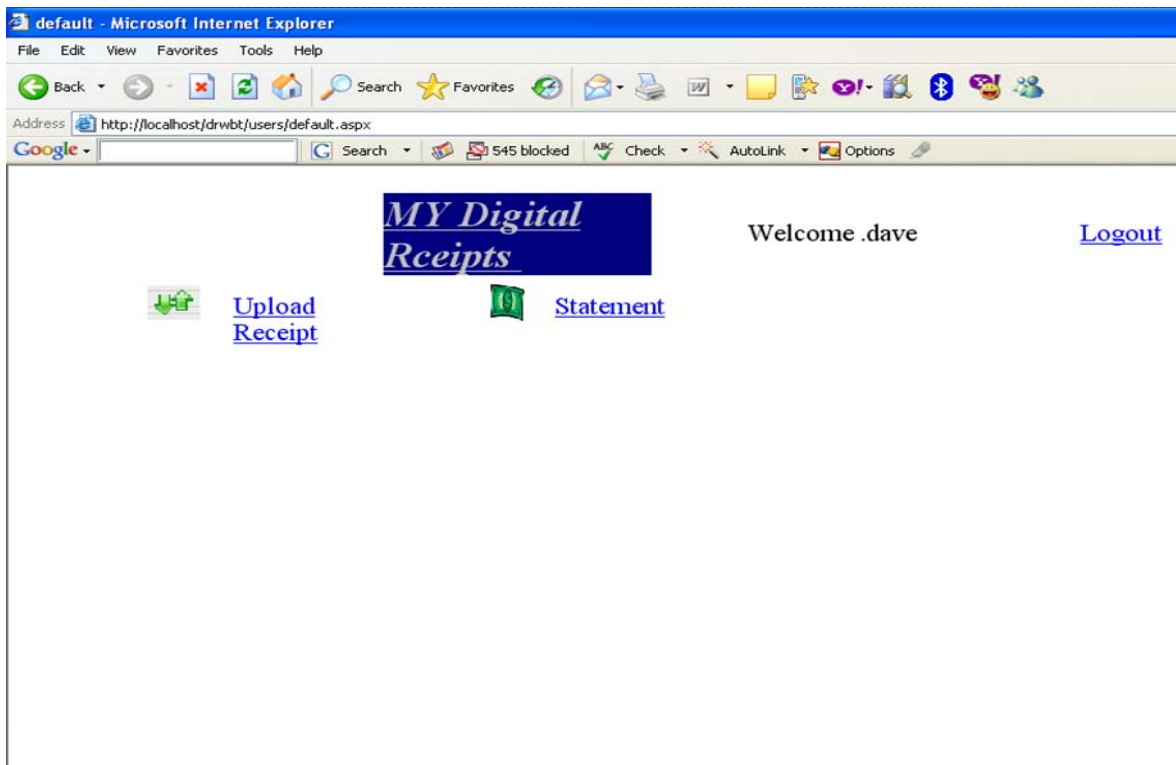 default - Microsoft Internet Explorer
File Edit View Favorites Tools Help
Back Search Favorites W
Address http://localhost/drwbt/users/default.aspx
Google G Search 545 blocked ABC Check AutoLink Options
MY Digital
Rceipts
Welcome .dave
Logout
Upload
Receipt
Statement